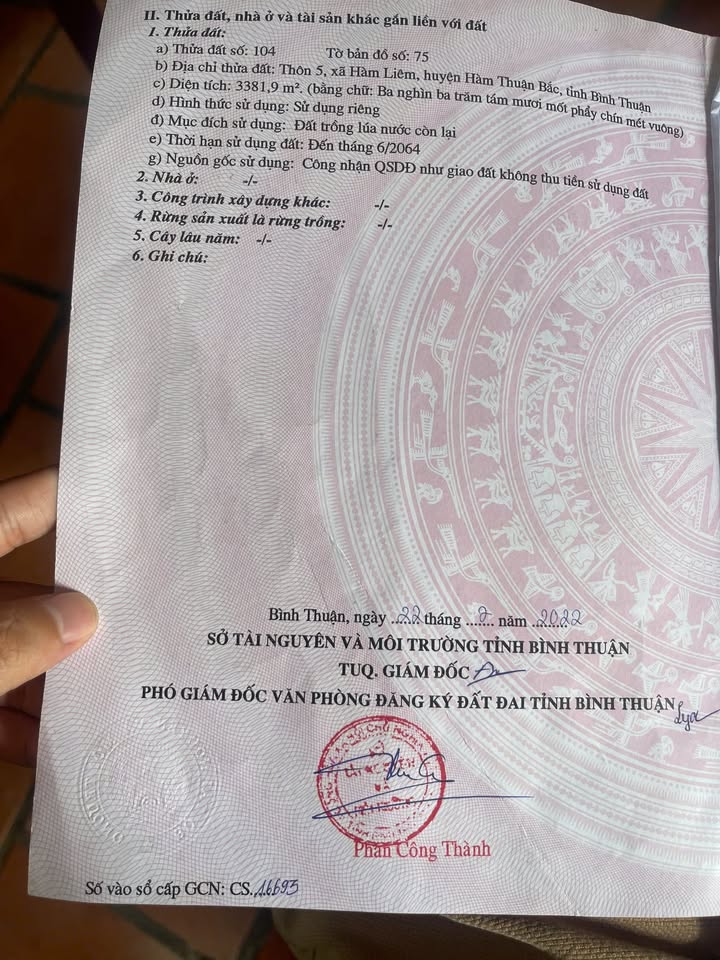 II. Thửa đất, nhà ở và tài sản khác gắn liền với đất
1. Thửa đất:
a) Thửa đất số: 104 Tờ bản đồ số: 75
b) Địa chỉ thửa đất: Thôn 5, xã Hàm Liêm, huyện Hàm Thuận Bắc, tỉnh Bình Thuận
c) Diện tích: 3381,9 m². (bằng chữ: Ba nghìn ba trăm tám mươi mốt phẩy chín mét vuông)
d) Hình thức sử dụng: Sử dụng riêng
đ) Mục đích sử dụng: Đất trồng lúa nước còn lại
e) Thời hạn sử dụng đất: Đến tháng 6/2064
g) Nguồn gốc sử dụng: Công nhận QSDĐ như giao đất không thu tiền sử dụng đất
2. Nhà ở: -/-
3. Công trình xây dựng khác: -/-
4. Rừng sản xuất là rừng trồng: -/-
5. Cây lâu năm: -/-
6. Ghi chú:
Bình Thuận, ngày ..22 tháng ...... năm ..2022
SỞ TÀI NGUYÊN VÀ MÔI TRƯỜNG TỈNH BÌNH THUẬN
TUQ. GIÁM ĐỐC
PHÓ GIÁM ĐỐC VĂN PHÒNG ĐĂNG KÝ ĐẤT ĐAI TỈNH BÌNH THUẬN
Phan Công Thành
Số vào sổ cấp GCN: CS..16693